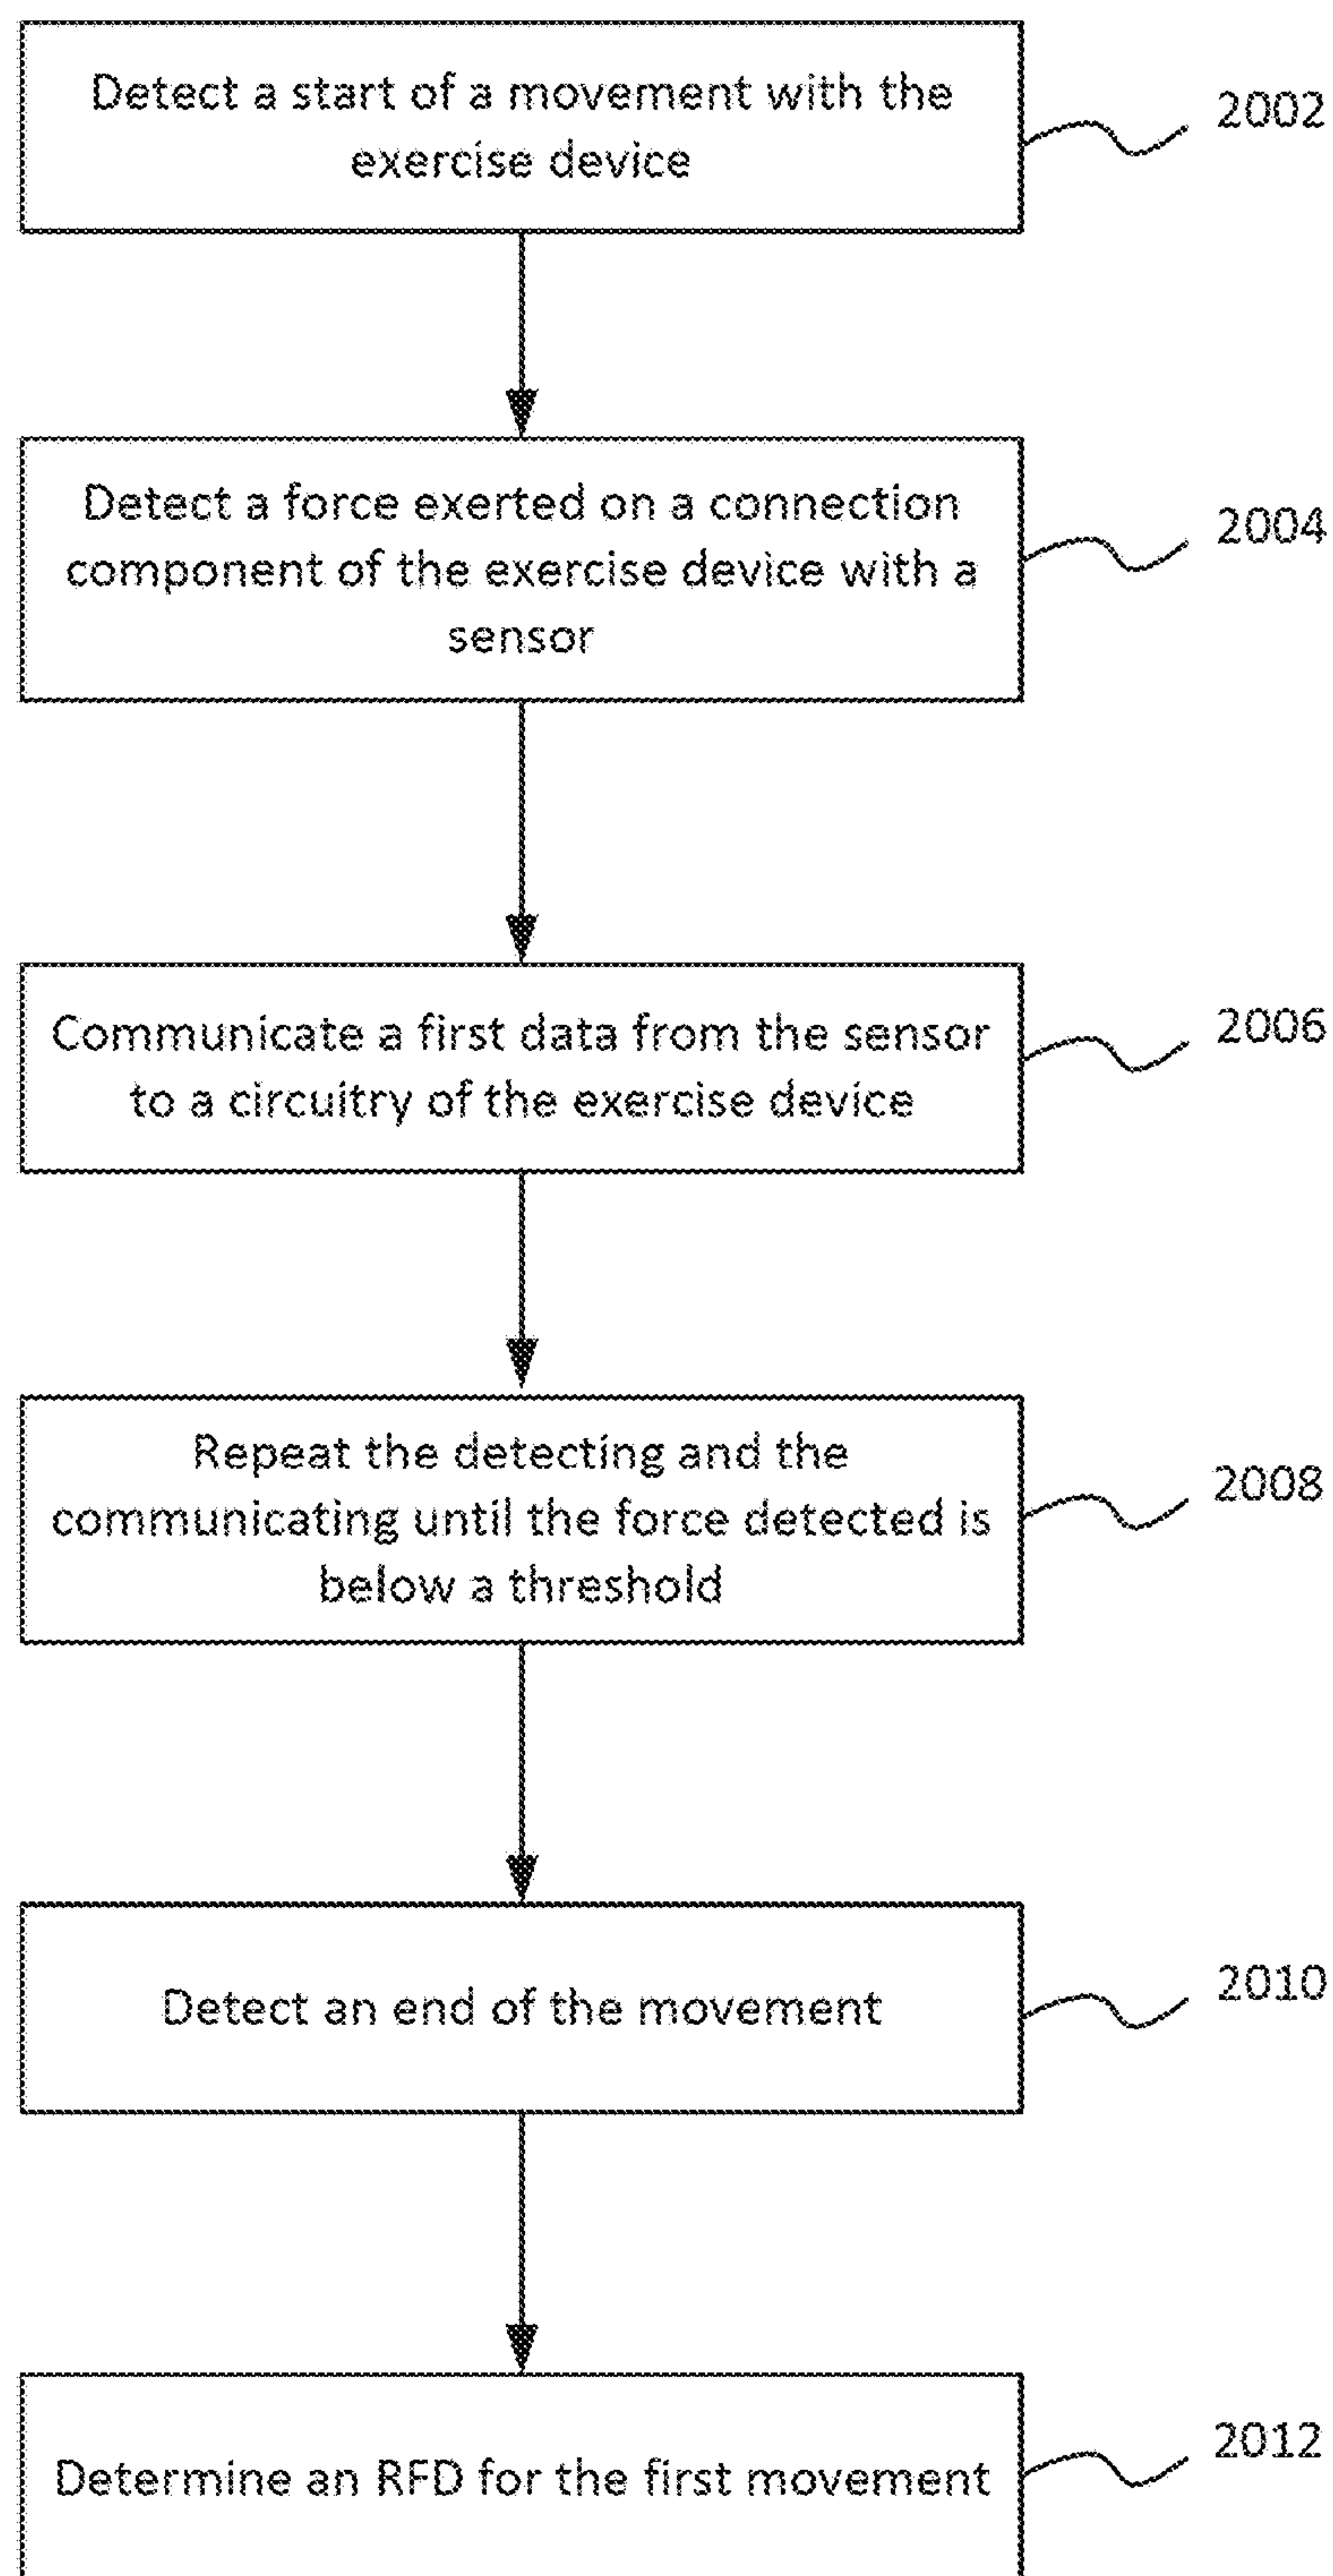 Detect a start of a movement with the
exercise device
2002
Detect a force exerted on a connection
component of the exercise device with a
sensor
2004
Communicate a first data from the sensor
to a circuitry of the exercise device
2006
Repeat the detecting and the
communicating until the force detected is
below a threshold
2008
Detect an end of the movement
2010
Determine an RFD for the first movement
2012